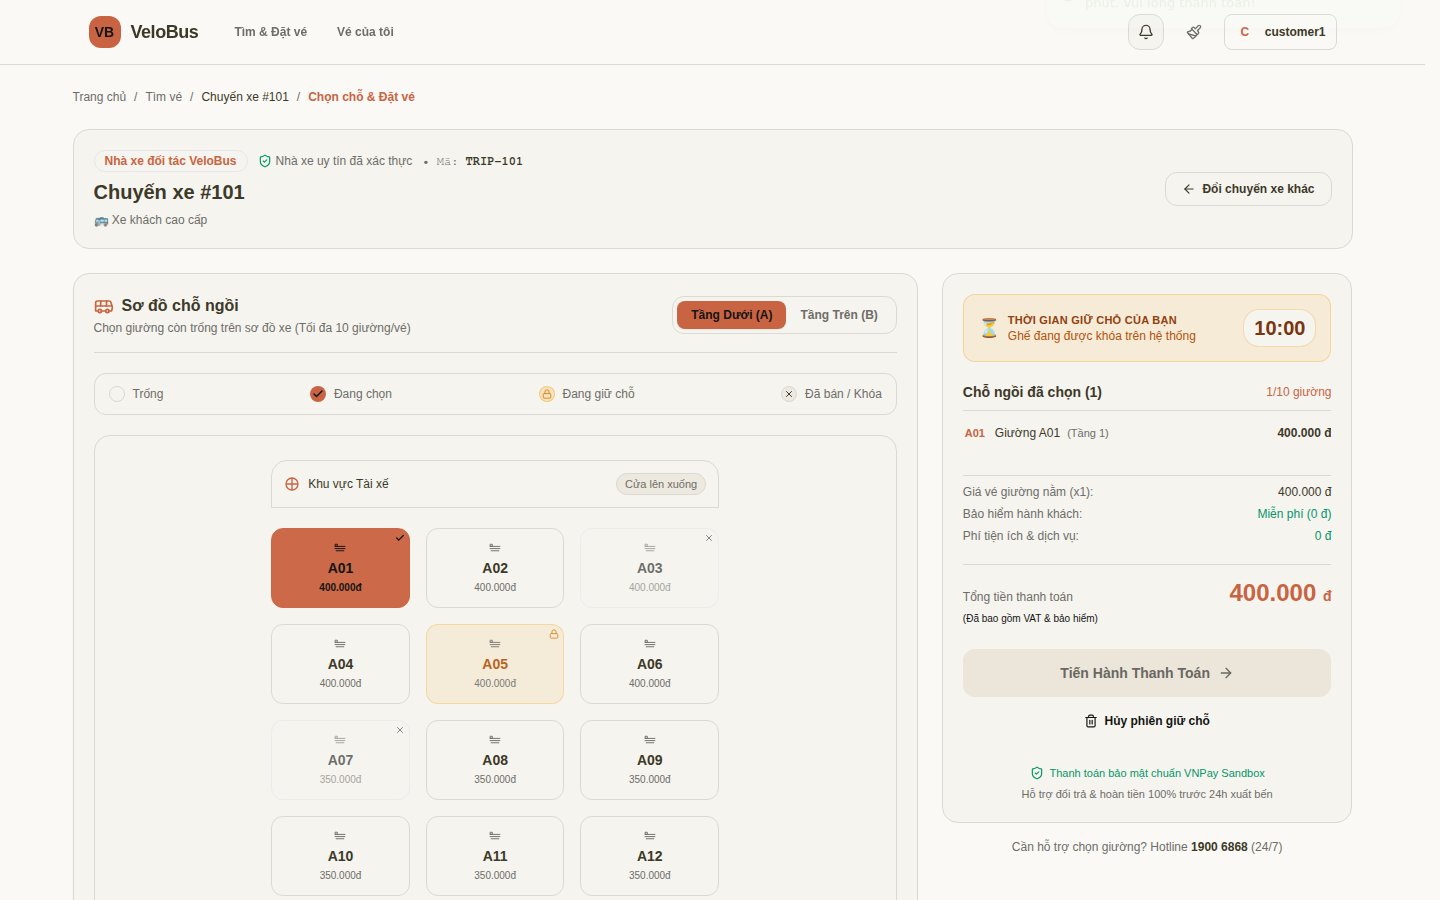 phút. Vui lòng thanh toán!
VB VeloBus Tìm & Đặt vé Vé của tôi C customer1
Trang chủ / Tìm vé / Chuyến xe #101 / Chọn chỗ & Đặt vé
Nhà xe đối tác VeloBus Nhà xe uy tín đã xác thực • Mã: TRIP-101
Chuyến xe #101
Xe khách cao cấp
Đổi chuyến xe khác
Sơ đồ chỗ ngồi
Chọn giường còn trống trên sơ đồ xe (Tối đa 10 giường/vé)
Tầng Dưới (A) Tầng Trên (B)
Trống Đang chọn Đang giữ chỗ Đã bán / Khóa
Khu vực Tài xế Cửa lên xuống
A01 A02 A03
400.000đ 400.000đ 400.000đ
A04 A05 A06
400.000đ 400.000đ 400.000đ
A07 A08 A09
350.000đ 350.000đ 350.000đ
A10 A11 A12
350.000đ 350.000đ 350.000đ
THỜI GIAN GIỮ CHỖ CỦA BẠN
Ghế đang được khóa trên hệ thống
10:00
Chỗ ngồi đã chọn (1) 1/10 giường
A01 Giường A01 (Tầng 1) 400.000 đ
Giá vé giường nằm (x1): 400.000 đ
Bảo hiểm hành khách: Miễn phí (0 đ)
Phí tiện ích & dịch vụ: 0 đ
Tổng tiền thanh toán 400.000 đ
(Đã bao gồm VAT & bảo hiểm)
Tiến Hành Thanh Toán
Hủy phiên giữ chỗ
Thanh toán bảo mật chuẩn VNPay Sandbox
Hỗ trợ đổi trả & hoàn tiền 100% trước 24h xuất bến
Cần hỗ trợ chọn giường? Hotline 1900 6868 (24/7)